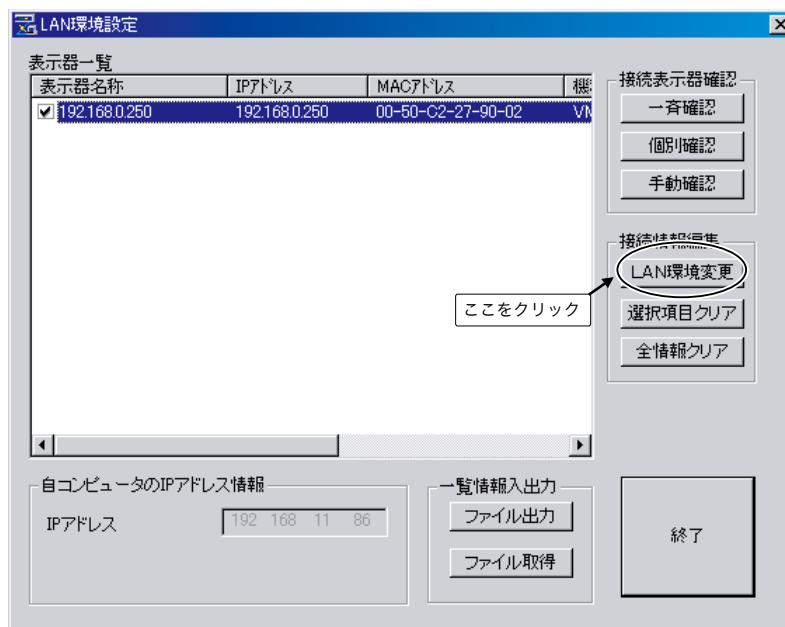 LAN環境設定
表示器一覧
表示器名称 IPアドレス MACアドレス
192.168.0.250 192.168.0.250 00-50-C2-27-90-02
接続表示器確認
一斉確認
個別確認
手動確認
接続情報編集
LAN環境変更
ここをクリック
選択項目クリア
全情報クリア
自コンピュータのIPアドレス情報
IPアドレス 192 168 11 86
一覧情報入出力
ファイル出力
ファイル取得
終了